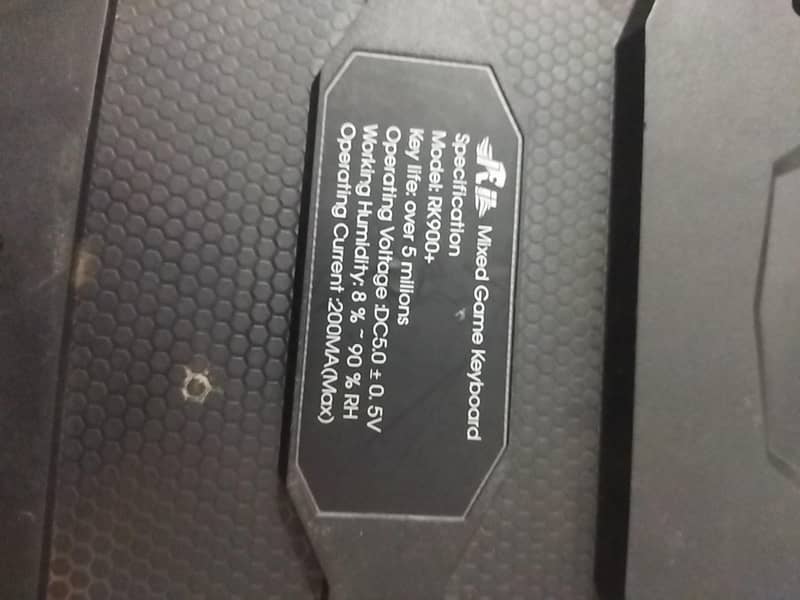 Rii Mixed Game Keyboard
Specification
Model: RK900+
Key life: over 5 millions
Operating Voltage :DC5.0 ± 0. 5V
Working Humidity: 8 % ~ 90 % RH
Operating Current :200MA(Max)